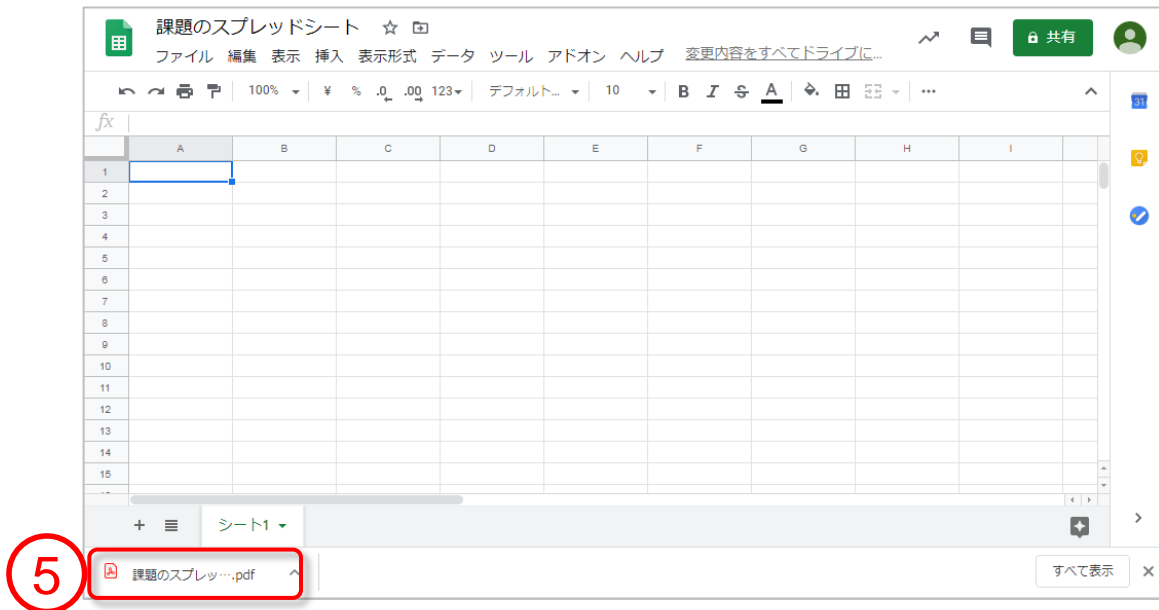 課題のスプレッドシート
ファイル 編集 表示 挿入 表示形式 データ ツール アドオン ヘルプ 変更内容をすべてドライブに…
共有
100% ¥ % .0 .00 123 デフォルト... 10 B I S A ...
31
fx
A B C D E F G H I
1
2
3
4
5
6
7
8
9
10
11
12
13
14
15
+ シート1
5 課題のスプレッ….pdf すべて表示 ×